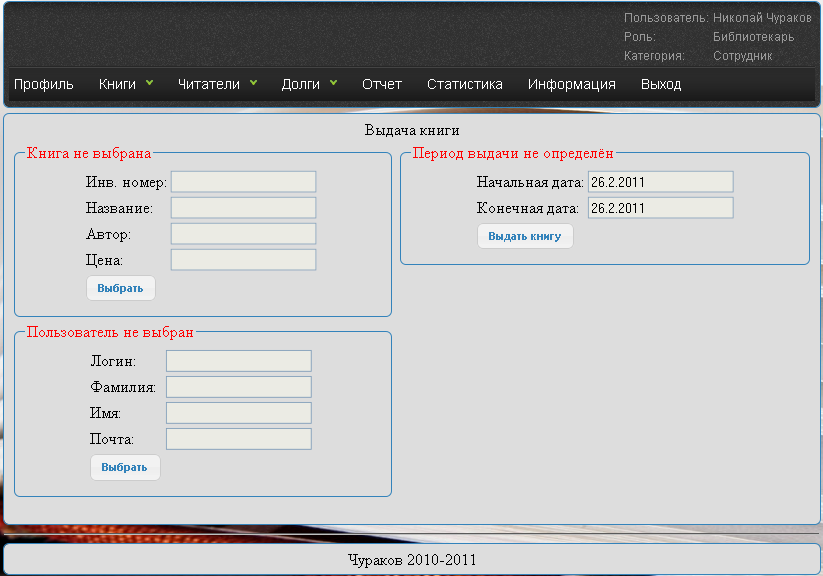 Пользователь: Николай Чураков
Роль: Библиотекарь
Категория: Сотрудник
Профиль Книги Читатели Долги Отчет Статистика Информация Выход
Выдача книги
Книга не выбрана
Инв. номер:
Название:
Автор:
Цена:
Выбрать
Пользователь не выбран
Логин:
Фамилия:
Имя:
Почта:
Выбрать
Период выдачи не определён
Начальная дата: 26.2.2011
Конечная дата: 26.2.2011
Выдать книгу
Чураков 2010-2011